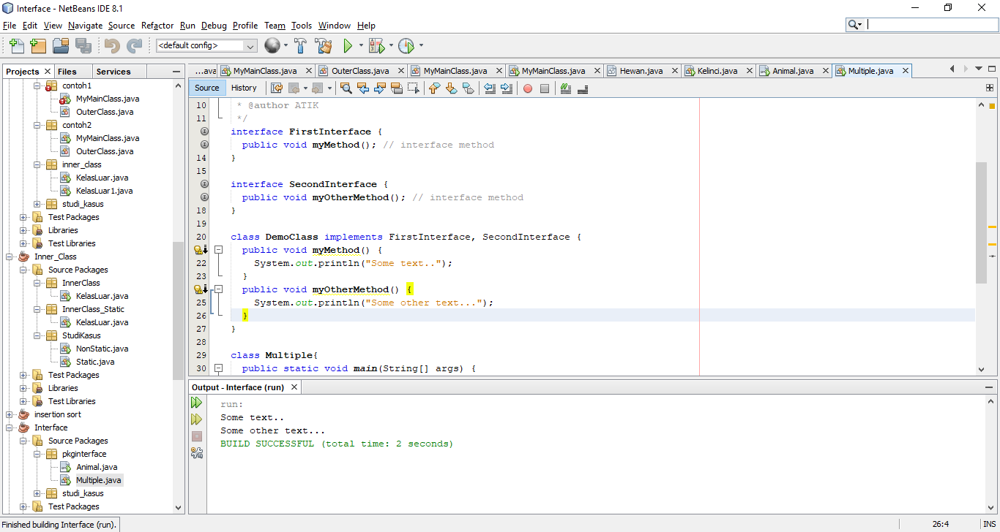 Interface - NetBeans IDE 8.1
File Edit View Navigate Source Refactor Run Debug Profile Team Tools Window Help
<default config>
Projects Files Services
contoh1
MyMainClass.java
OuterClass.java
contoh2
MyMainClass.java
OuterClass.java
inner_class
KelasLuar.java
KelasLuar1.java
studi_kasus
Test Packages
Libraries
Test Libraries
Inner_Class
Source Packages
InnerClass
KelasLuar.java
InnerClass_Static
KelasLuar.java
StudiKasus
NonStatic.java
Static.java
Test Packages
Libraries
Test Libraries
insertion sort
Interface
Source Packages
pkginterface
Animal.java
Multiple.java
studi_kasus
Test Packages
...ava MyMainClass.java OuterClass.java MyMainClass.java MyMainClass.java Hewan.java Kelinci.java Animal.java Multiple.java
Source History
10 * @author ATIK
11 */
interface FirstInterface {
public void myMethod(); // interface method
14 }
15
interface SecondInterface {
public void myOtherMethod(); // interface method
18 }
19
20 class DemoClass implements FirstInterface, SecondInterface {
public void myMethod() {
22 System.out.println("Some text..");
23 }
public void myOtherMethod() {
25 System.out.println("Some other text...");
26 }
27 }
28
29 class Multiple{
30 public static void main(String[] args) {
Output - Interface (run)
run:
Some text..
Some other text...
BUILD SUCCESSFUL (total time: 2 seconds)
Finished building Interface (run).
26:4 INS